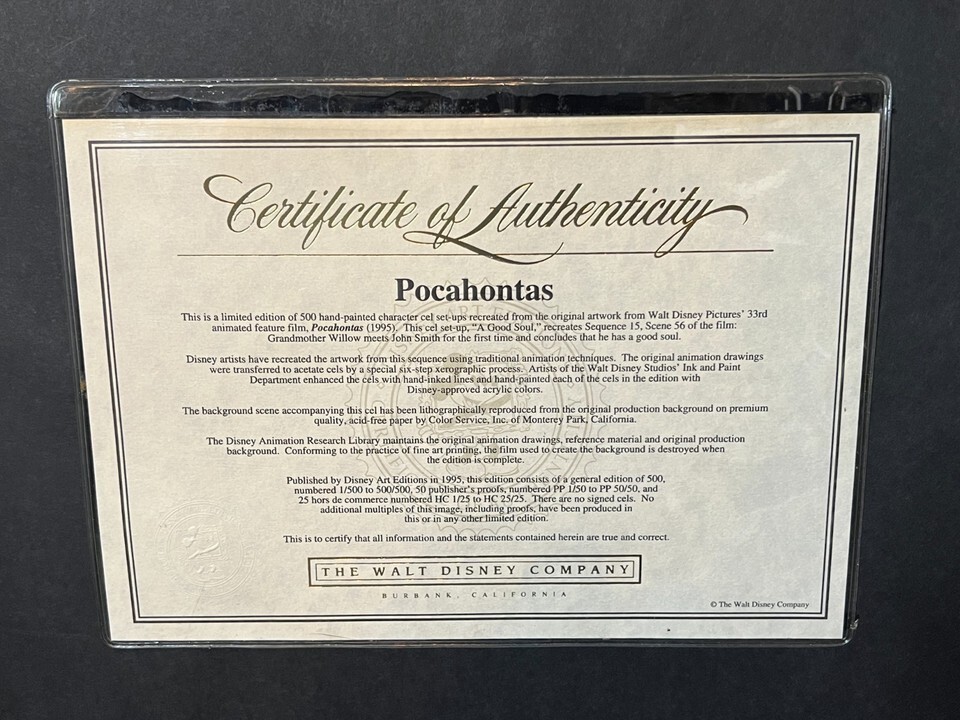 Certificate of Authenticity
Pocahontas
This is a limited edition of 500 hand-painted character cel set-ups recreated from the original artwork from Walt Disney Pictures' 33rd
animated feature film, Pocahontas (1995). This cel set-up, "A Good Soul," recreates Sequence 15, Scene 56 of the film:
Grandmother Willow meets John Smith for the first time and concludes that he has a good soul.
Disney artists have recreated the artwork from this sequence using traditional animation techniques. The original animation drawings
were transferred to acetate cels by a special six-step xerographic process. Artists of the Walt Disney Studios' Ink and Paint
Department enhanced the cels with hand-inked lines and hand-painted each of the cels in the edition with
Disney-approved acrylic colors.
The background scene accompanying this cel has been lithographically reproduced from the original production background on premium
quality, acid-free paper by Color Service, Inc. of Monterey Park, California.
The Disney Animation Research Library maintains the original animation drawings, reference material and original production
background. Conforming to the practice of fine art printing, the film used to create the background is destroyed when
the edition is complete.
Published by Disney Art Editions in 1995, this edition consists of a general edition of 500,
numbered 1/500 to 500/500, 50 publisher's proofs, numbered PP 1/50 to PP 50/50, and
25 hors de commerce numbered HC 1/25 to HC 25/25. There are no signed cels. No
additional multiples of this image, including proofs, have been produced in
this or in any other limited edition.
This is to certify that all information and the statements contained herein are true and correct.
THE WALT DISNEY COMPANY
BURBANK, CALIFORNIA
© The Walt Disney Company